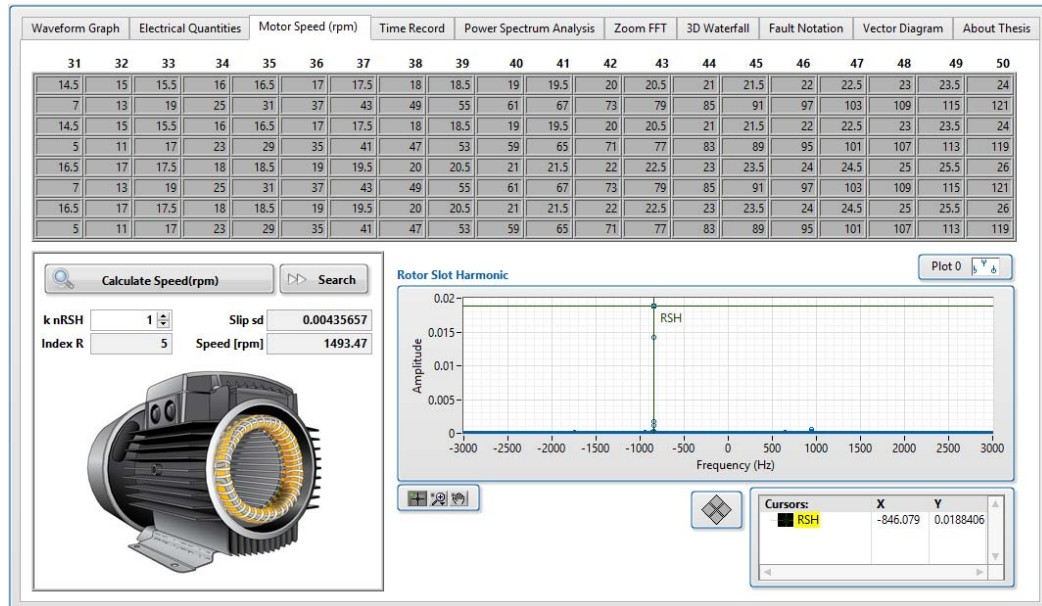 Waveform Graph Electrical Quantities Motor Speed (rpm) Time Record Power Spectrum Analysis Zoom FFT 3D Waterfall Fault Notation Vector Diagram About Thesis
31 32 33 34 35 36 37 38 39 40 41 42 43 44 45 46 47 48 49 50
14.5 15 15.5 16 16.5 17 17.5 18 18.5 19 19.5 20 20.5 21 21.5 22 22.5 23 23.5 24
7 13 19 25 31 37 43 49 55 61 67 73 79 85 91 97 103 109 115 121
14.5 15 15.5 16 16.5 17 17.5 18 18.5 19 19.5 20 20.5 21 21.5 22 22.5 23 23.5 24
5 11 17 23 29 35 41 47 53 59 65 71 77 83 89 95 101 107 113 119
16.5 17 17.5 18 18.5 19 19.5 20 20.5 21 21.5 22 22.5 23 23.5 24 24.5 25 25.5 26
7 13 19 25 31 37 43 49 55 61 67 73 79 85 91 97 103 109 115 121
16.5 17 17.5 18 18.5 19 19.5 20 20.5 21 21.5 22 22.5 23 23.5 24 24.5 25 25.5 26
5 11 17 23 29 35 41 47 53 59 65 71 77 83 89 95 101 107 113 119
Calculate Speed(rpm) Search
k nRSH 1 Slip sd 0.00435657
Index R 5 Speed [rpm] 1493.47
Rotor Slot Harmonic
Plot 0
0.02
RSH
0.015
0.01
0.005
0
Amplitude
-3000 -2500 -2000 -1500 -1000 -500 0 500 1000 1500 2000 2500 3000
Frequency (Hz)
Cursors: X Y
RSH -846.079 0.0188406